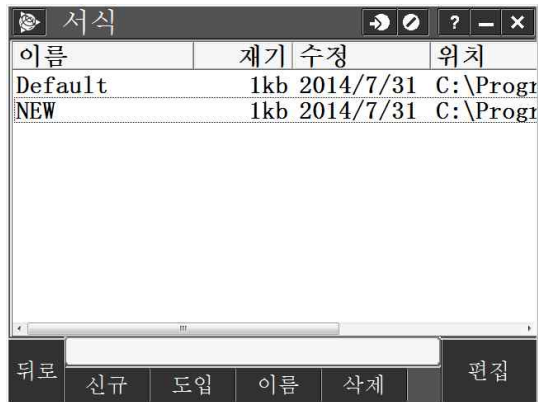 서식 ? – ×
이름 재기 수정 위치
Default 1kb 2014/7/31 C:\Progr
NEW 1kb 2014/7/31 C:\Progr
뒤로 신규 도입 이름 삭제 편집